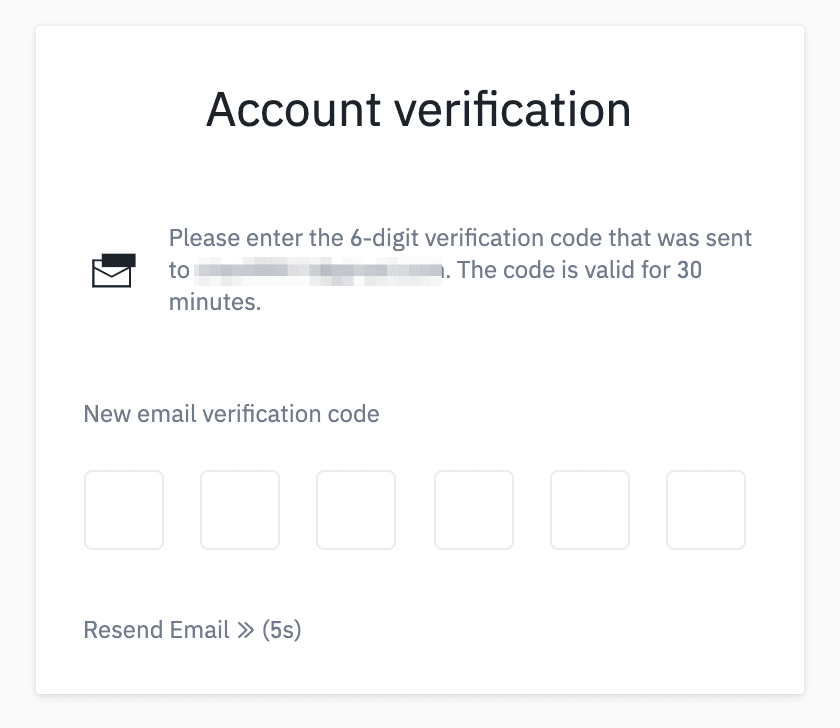 Account verification
Please enter the 6-digit verification code that was sent
to . The code is valid for 30
minutes.
New email verification code
Resend Email » (5s)